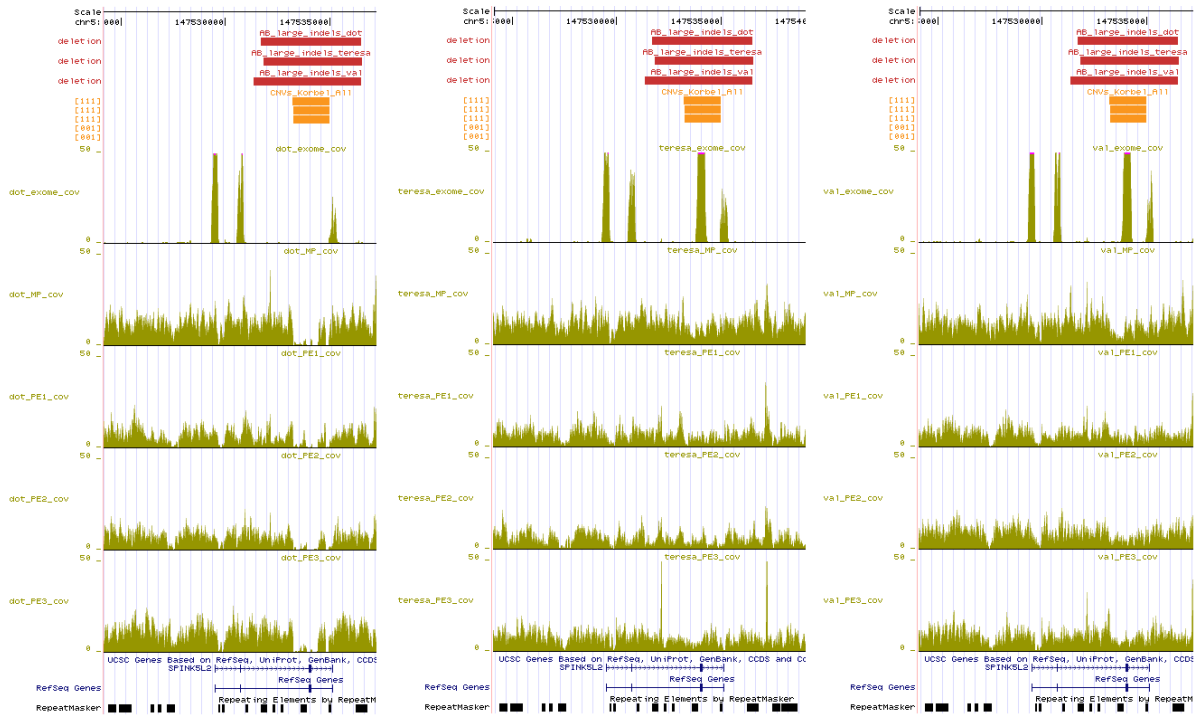 Scale
chr5: 000| 147530000| 147535000|
AB_large_indels_dot
deletion
AB_large_indels_teresa
deletion
AB_large_indels_val
deletion
CNVs_Korbel_All
[111]
[111]
[111]
[001]
[001]
50 _ dot_exome_cov
dot_exome_cov
0 _
50 _ dot_MP_cov
dot_MP_cov
0 _
50 _ dot_PE1_cov
dot_PE1_cov
0 _
50 _ dot_PE2_cov
dot_PE2_cov
0 _
50 _ dot_PE3_cov
dot_PE3_cov
0 _
UCSC Genes Based on RefSeq, UniProt, GenBank, CCDS
SPINK5L2
RefSeq Genes
RefSeq Genes
Repeating Elements by RepeatM
RepeatMasker
Scale
chr5: 147530000| 147535000| 147540
AB_large_indels_dot
deletion
AB_large_indels_teresa
deletion
AB_large_indels_val
deletion
CNVs_Korbel_All
[111]
[111]
[111]
[001]
[001]
50 _ teresa_exome_cov
teresa_exome_cov
0 _
50 _ teresa_MP_cov
teresa_MP_cov
0 _
50 _ teresa_PE1_cov
teresa_PE1_cov
0 _
50 _ teresa_PE2_cov
teresa_PE2_cov
0 _
50 _ teresa_PE3_cov
teresa_PE3_cov
0 _
UCSC Genes Based on RefSeq, UniProt, GenBank, CCDS and Co
SPINK5L2
RefSeq Genes
RefSeq Genes
Repeating Elements by RepeatMasker
RepeatMasker
Scale
chr5: 147530000| 147535000|
AB_large_indels_dot
deletion
AB_large_indels_teresa
deletion
AB_large_indels_val
deletion
CNVs_Korbel_All
[111]
[111]
[111]
[001]
[001]
50 _ val_exome_cov
val_exome_cov
0 _
50 _ val_MP_cov
val_MP_cov
0 _
50 _ val_PE1_cov
val_PE1_cov
0 _
50 _ val_PE2_cov
val_PE2_cov
0 _
50 _ val_PE3_cov
val_PE3_cov
0 _
UCSC Genes Based on RefSeq, UniProt, GenBank, CCDS
SPINK5L2
RefSeq Genes
RefSeq Genes
Repeating Elements by RepeatM
RepeatMasker